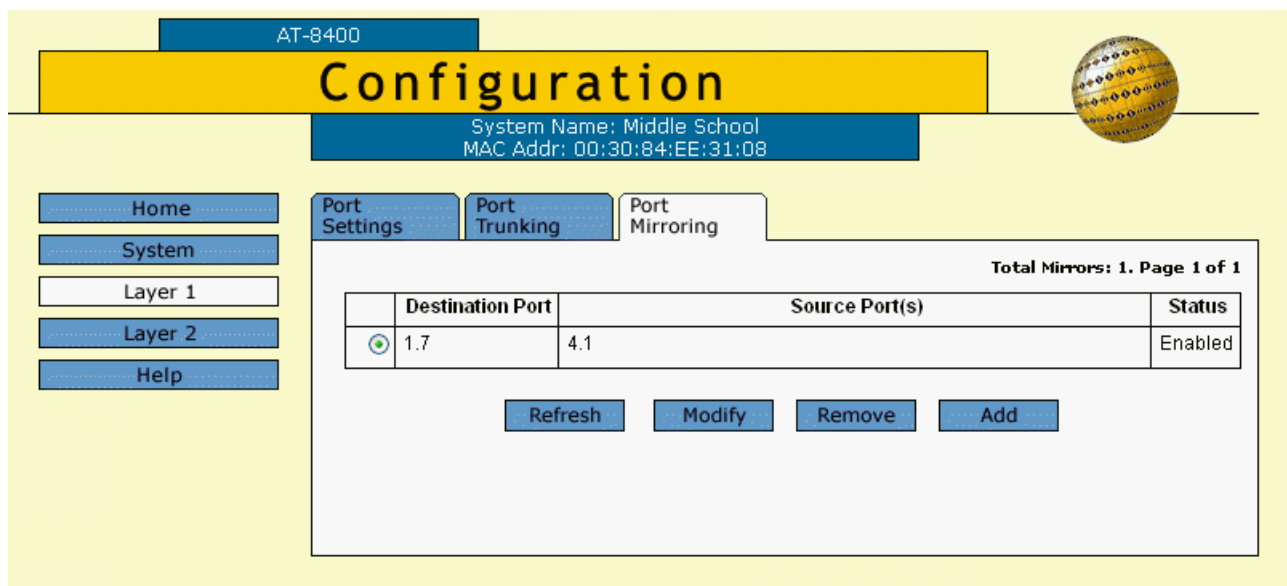 AT-8400
Configuration
System Name: Middle School
MAC Addr: 00:30:84:EE:31:08
Home
System
Layer 1
Layer 2
Help
Port
Settings
Port
Trunking
Port
Mirroring
Total Mirrors: 1. Page 1 of 1
Destination Port Source Port(s) Status
1.7 4.1 Enabled
Refresh Modify Remove Add